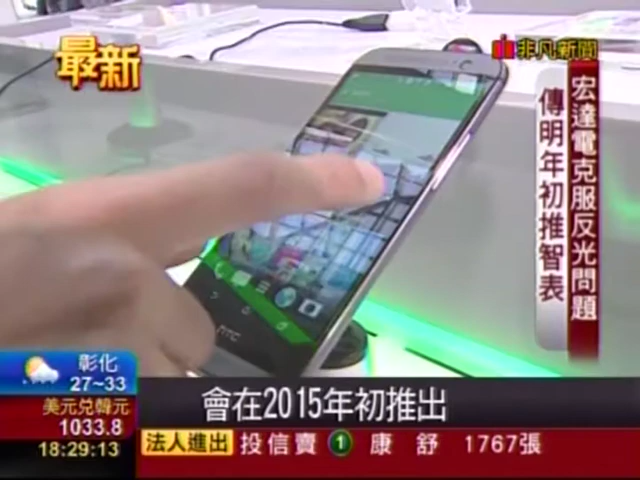 最新
非凡新聞
宏達電克服反光問題
傳明年初推智表
hTC
彰化
27~33
美元兌韓元
1033.8
18:29:13
會在2015年初推出
法人進出 投信賣 1 康舒 1767張